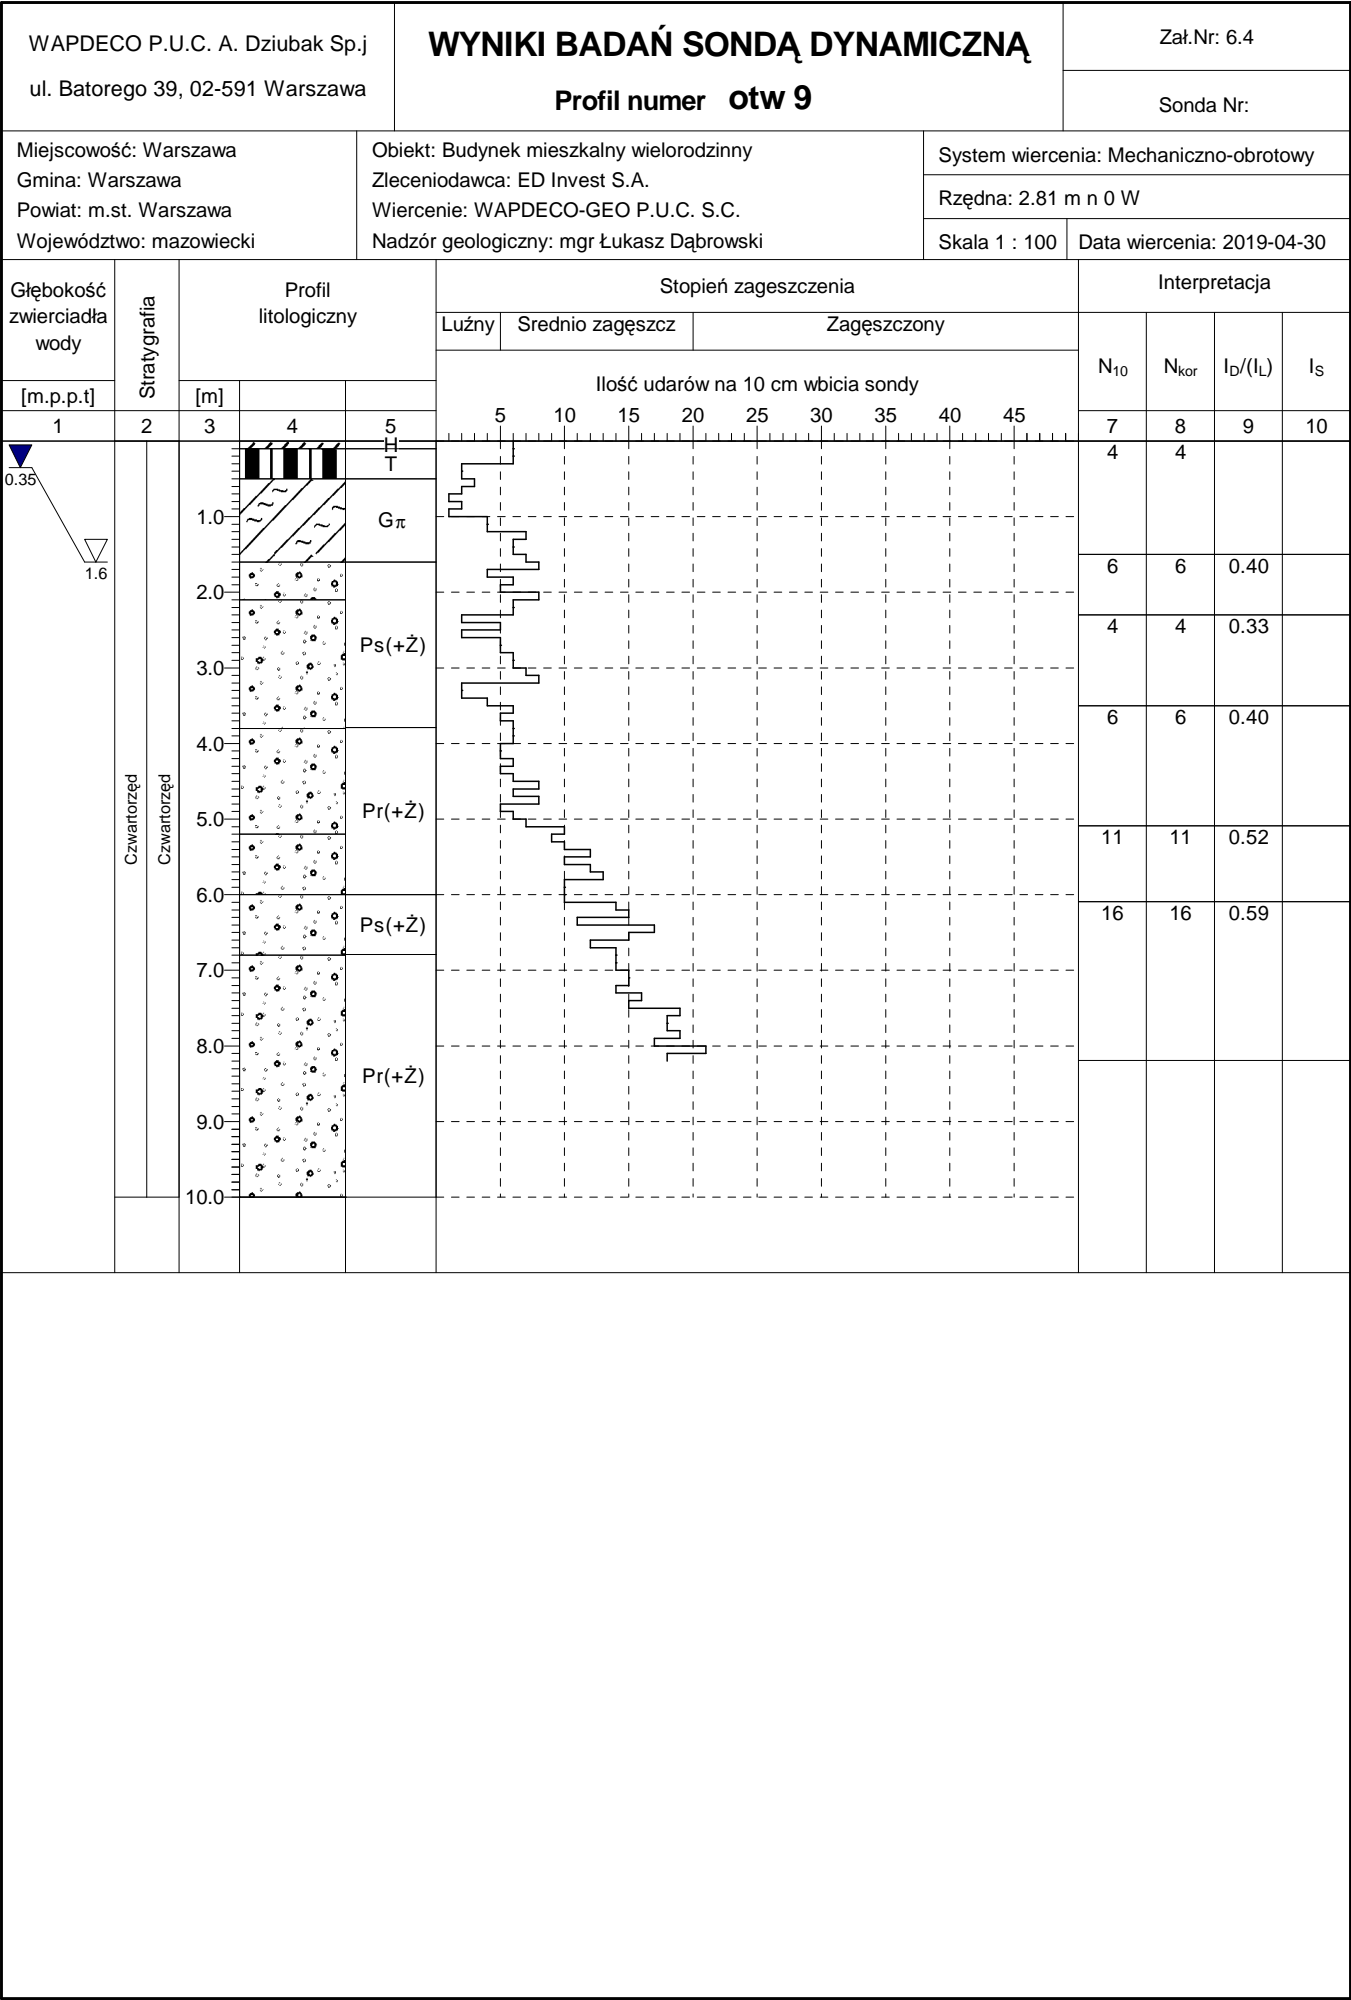 WAPDECO P.U.C. A. Dziubak Sp.j
ul. Batorego 39, 02-591 Warszawa
WYNIKI BADAŃ SONDĄ DYNAMICZNĄ
Profil numer otw 9
Zał.Nr: 6.4
Sonda Nr:
Miejscowość: Warszawa
Gmina: Warszawa
Powiat: m.st. Warszawa
Województwo: mazowiecki
Obiekt: Budynek mieszkalny wielorodzinny
Zleceniodawca: ED Invest S.A.
Wiercenie: WAPDECO-GEO P.U.C. S.C.
Nadzór geologiczny: mgr Łukasz Dąbrowski
System wiercenia: Mechaniczno-obrotowy
Rzędna: 2.81 m n 0 W
Skala 1 : 100
Data wiercenia: 2019-04-30
Głębokość
zwierciadła
wody
[m.p.p.t]
Stratygrafia
Profil
litologiczny
[m]
Stopień zageszczenia
Luźny
Srednio zagęszcz
Zagęszczony
Ilość udarów na 10 cm wbicia sondy
5 10 15 20 25 30 35 40 45
Interpretacja
N10
Nkor
ID/(IL)
IS
1 2 3 4 5 7 8 9 10
0.35
1.6
Czwartorzęd
Czwartorzęd
1.0
2.0
3.0
4.0
5.0
6.0
7.0
8.0
9.0
10.0
H
T
Gπ
Ps(+Ż)
Pr(+Ż)
Ps(+Ż)
Pr(+Ż)
4 4
6 6 0.40
4 4 0.33
6 6 0.40
11 11 0.52
16 16 0.59